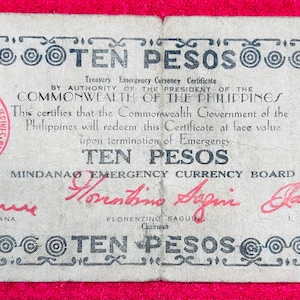 TEN PESOS
Treasury Emergency Currency Certificate
BY AUTHORITY OF THE PRESIDENT OF THE
COMMONWEALTH OF THE PHILIPPINES
This certifies that the Commonwealth Government of the
Philippines will redeem this Certificate at face value
upon termination of Emergency
TEN PESOS
MINDANAO EMERGENCY CURRENCY BOARD
Florentino Saguin
ANA FLORENTINO SAGUIN I.
Chairman
TEN PESOS